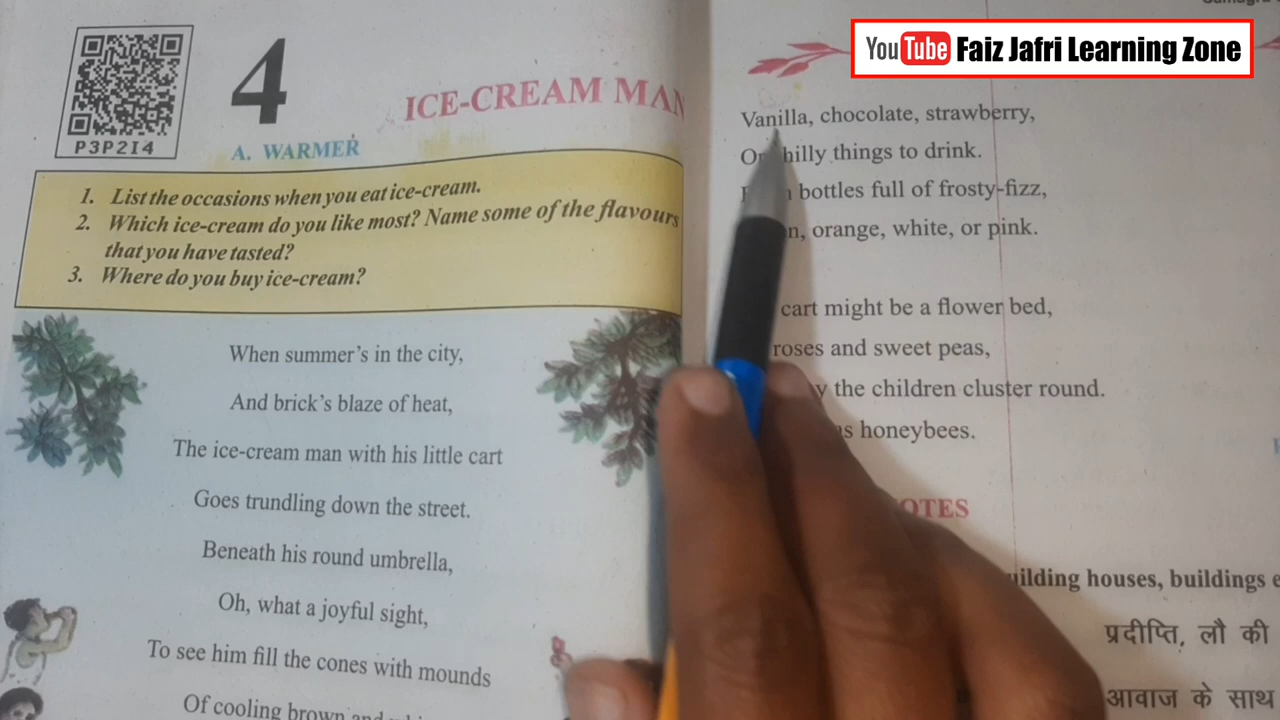 YouTube Faiz Jafri Learning Zone
P3P2I4
4
ICE-CREAM MAN
A. WARMER
1. List the occasions when you eat ice-cream.
2. Which ice-cream do you like most? Name some of the flavours
that you have tasted?
3. Where do you buy ice-cream?
When summer's in the city,
And brick's blaze of heat,
The ice-cream man with his little cart
Goes trundling down the street.
Beneath his round umbrella,
Oh, what a joyful sight,
To see him fill the cones with mounds
Of cooling brown and
Vanilla, chocolate, strawberry,
things to drink.
bottles full of frosty-fizz,
orange, white, or pink.
cart might be a flower bed,
roses and sweet peas,
the children cluster round.
honeybees.
houses, buildings
प्रदीप्ति, लौ की
आवाज के साथ